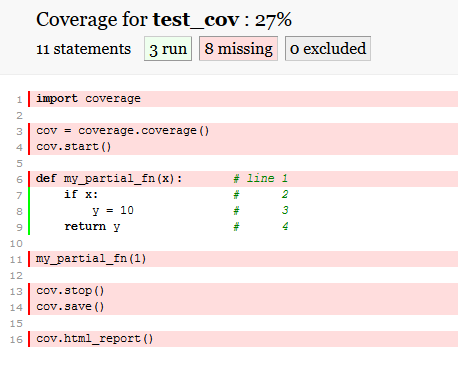 Coverage for test_cov : 27%
11 statements 3 run 8 missing 0 excluded
1 import coverage
2
3 cov = coverage.coverage()
4 cov.start()
5
6 def my_partial_fn(x): # line 1
7 if x: # 2
8 y = 10 # 3
9 return y # 4
10
11 my_partial_fn(1)
12
13 cov.stop()
14 cov.save()
15
16 cov.html_report()